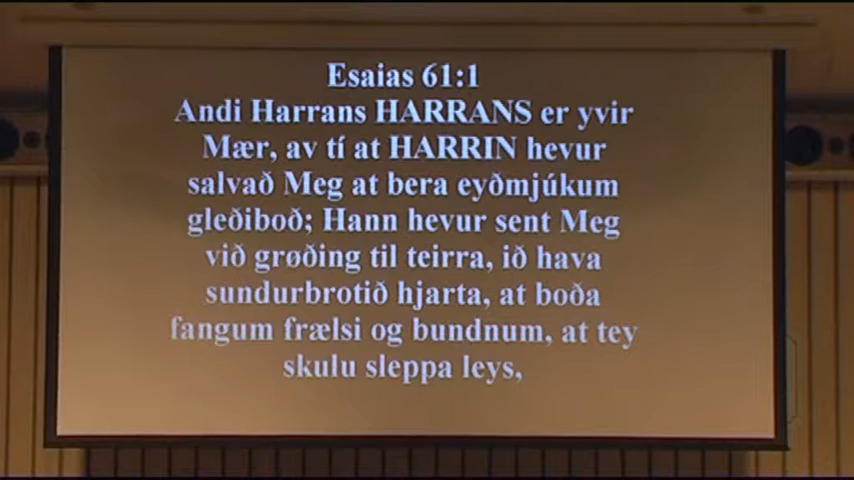 Esaias 61:1
Andi Harrans HARRANS er yvir
Mær, av tí at HARRIN hevur
salvað Meg at bera eyðmjúkum
gleðiboð; Hann hevur sent Meg
við grøðing til teirra, ið hava
sundurbrotið hjarta, at boða
fangum frælsi og bundnum, at tey
skulu sleppa leys,